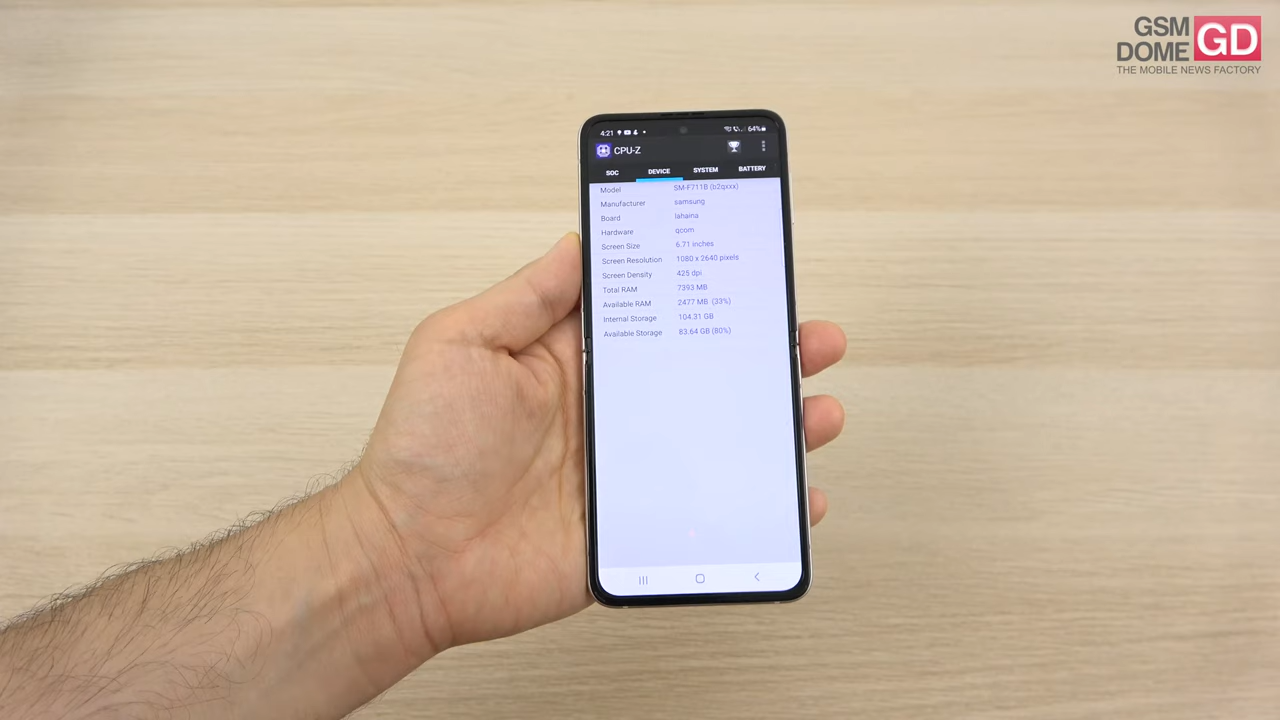 GSM
DOME GD
THE MOBILE NEWS FACTORY
4:21 64%
CPU-Z
SOC DEVICE SYSTEM BATTERY
Model SM-F711B (b2qxxx)
Manufacturer samsung
Board lahaina
Hardware qcom
Screen Size 6.71 inches
Screen Resolution 1080 x 2640 pixels
Screen Density 425 dpi
Total RAM 7393 MB
Available RAM 2477 MB (33%)
Internal Storage 104.31 GB
Available Storage 83.64 GB (80%)